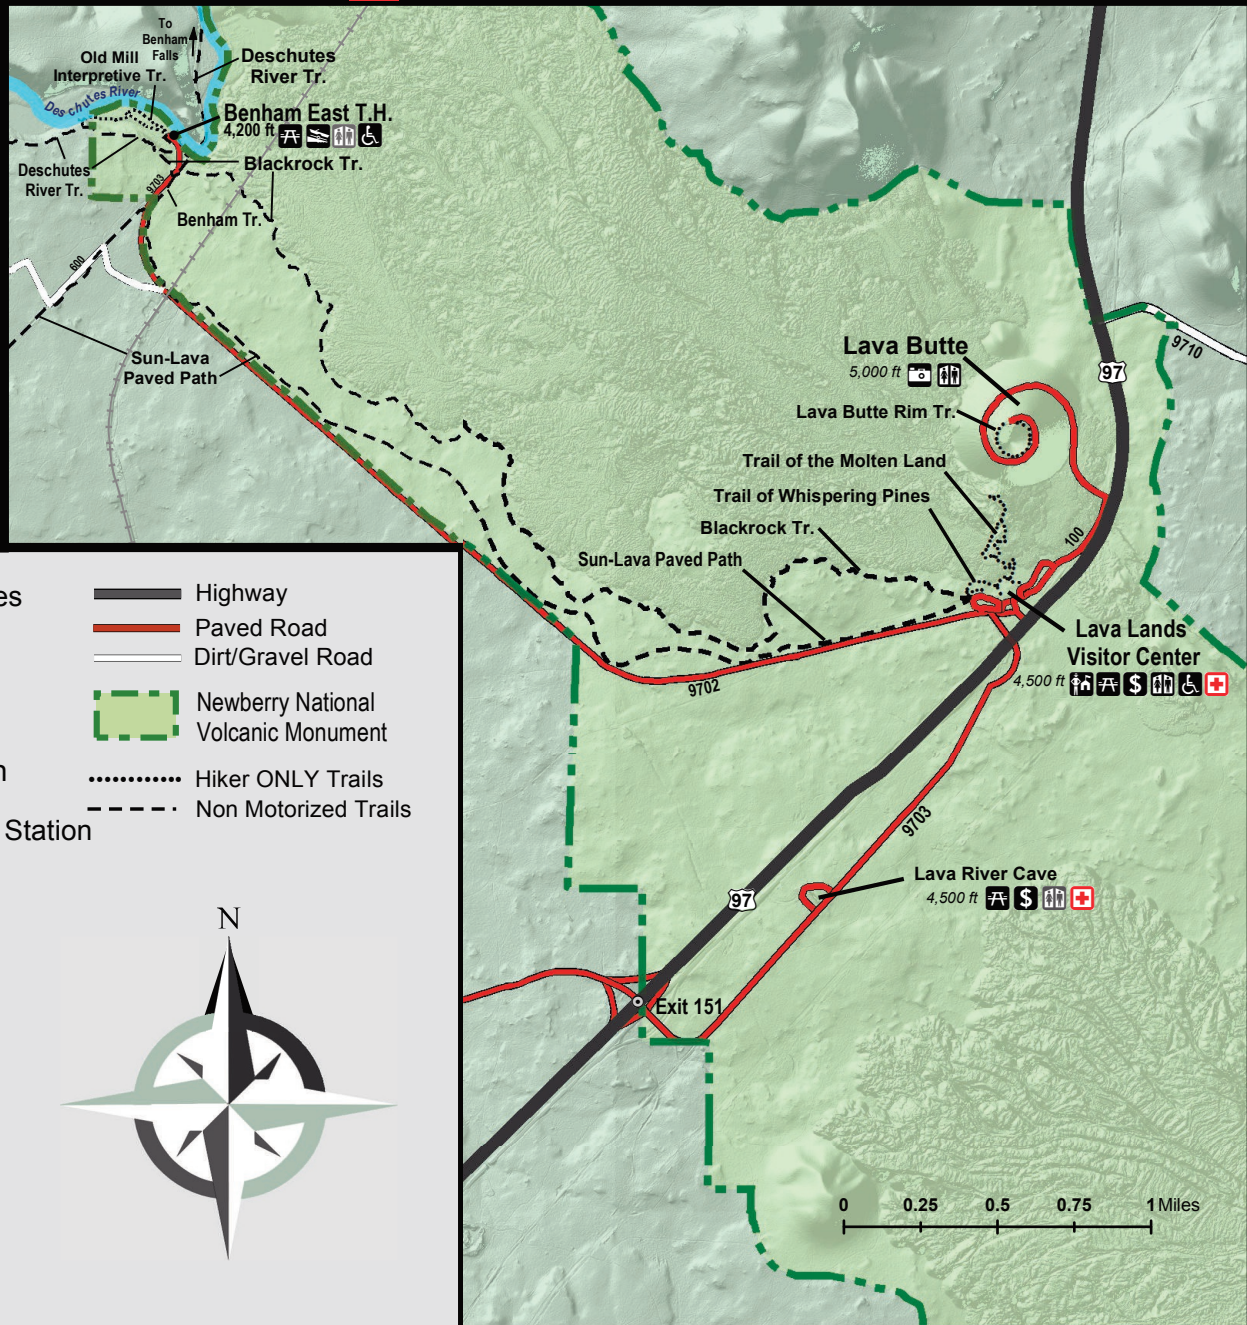 To
Benham
Falls
Old Mill
Interpretive Tr.
Deschutes
River Tr.
Deschutes River
Benham East T.H.
4,200 ft
Blackrock Tr.
Deschutes
River Tr.
9703
Benham Tr.
600
Sun-Lava
Paved Path
9710
97
Lava Butte
5,000 ft
Lava Butte Rim Tr.
Trail of the Molten Land
Trail of Whispering Pines
Blackrock Tr.
Sun-Lava Paved Path
100
Lava Lands
Visitor Center
4,500 ft
$
9702
9703
Lava River Cave
4,500 ft
$
97
Exit 151
es
Highway
Paved Road
Dirt/Gravel Road
Newberry National
Volcanic Monument
n
Hiker ONLY Trails
Non Motorized Trails
Station
N
0 0.25 0.5 0.75 1 Miles